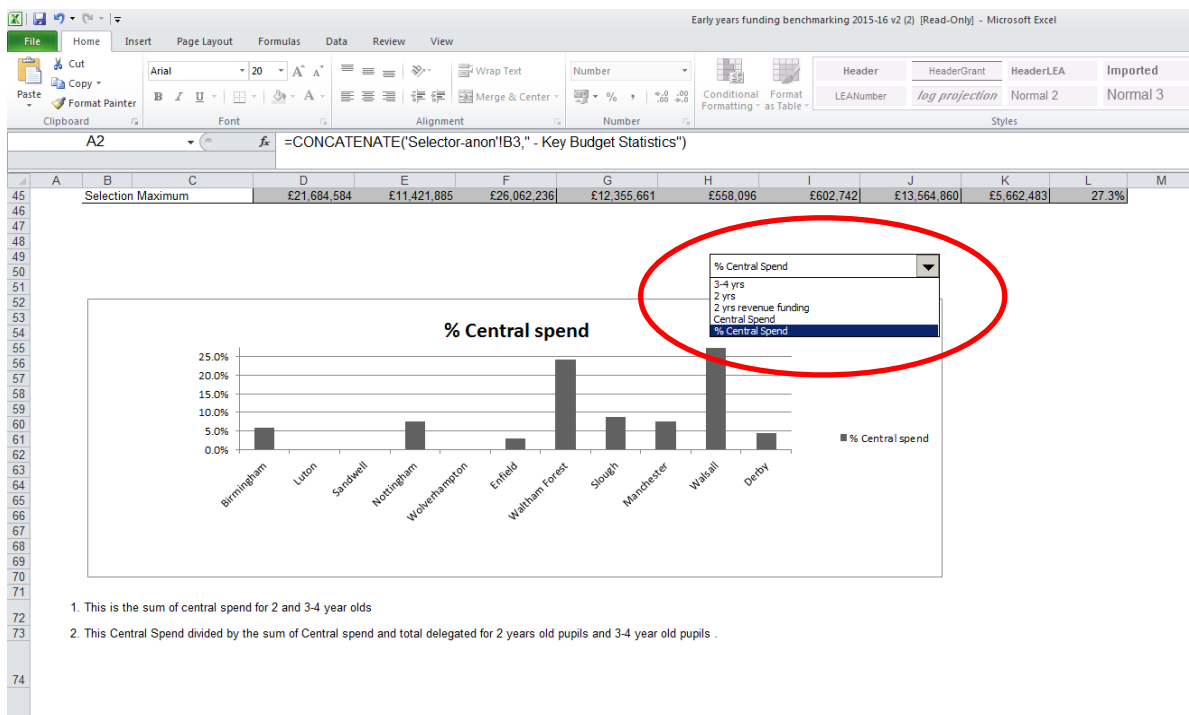 Early years funding benchmarking 2015-16 v2 (2) [Read-Only] - Microsoft Excel
File Home Insert Page Layout Formulas Data Review View
Paste Cut Copy Format Painter Clipboard
Arial 20 A A B I U A Font
Wrap Text Merge & Center Alignment
Number % , .0 .00 .00 .0 Number
Conditional Formatting Format as Table
Header HeaderGrant HeaderLEA Imported
LEANumber log projection Normal 2 Normal 3
Styles
A2 fx =CONCATENATE('Selector-anon'!B3," - Key Budget Statistics")
A B C D E F G H I J K L M
45 Selection Maximum £21,684,584 £11,421,885 £26,062,236 £12,355,661 £558,096 £602,742 £13,564,860 £5,662,483 27.3%
46
47
48
49
50
51
52
53
54
55
56
57
58
59
60
61
62
63
64
65
66
67
68
69
70
71
72
73
74
% Central Spend
3-4 yrs
2 yrs
2 yrs revenue funding
Central Spend
% Central Spend
% Central spend
25.0%
20.0%
15.0%
10.0%
5.0%
0.0%
Birmingham
Luton
Sandwell
Nottingham
Wolverhampton
Enfield
Waltham Forest
Slough
Manchester
Walsall
Derby
% Central spend
1. This is the sum of central spend for 2 and 3-4 year olds
2. This Central Spend divided by the sum of Central spend and total delegated for 2 years old pupils and 3-4 year old pupils .